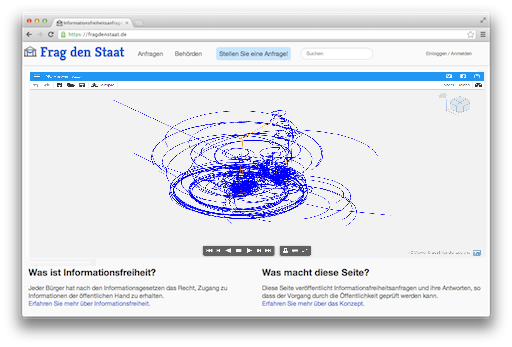 Informationsfreiheitsanfrag
https://fragdenstaat.de
Frag den Staat
Anfragen
Behörden
Stellen Sie eine Anfrage!
Suchen
Einloggen / Anmelden
Was ist Informationsfreiheit?
Jeder Bürger hat nach den Informationsgesetzen das Recht, Zugang zu
Informationen der öffentlichen Hand zu erhalten.
Erfahren Sie mehr über Informationsfreiheit.
Was macht diese Seite?
Diese Seite veröffentlicht Informationsfreiheitsanfragen und ihre Antworten, so
dass der Vorgang durch die Öffentlichkeit geprüft werden kann.
Erfahren Sie mehr über das Konzept.